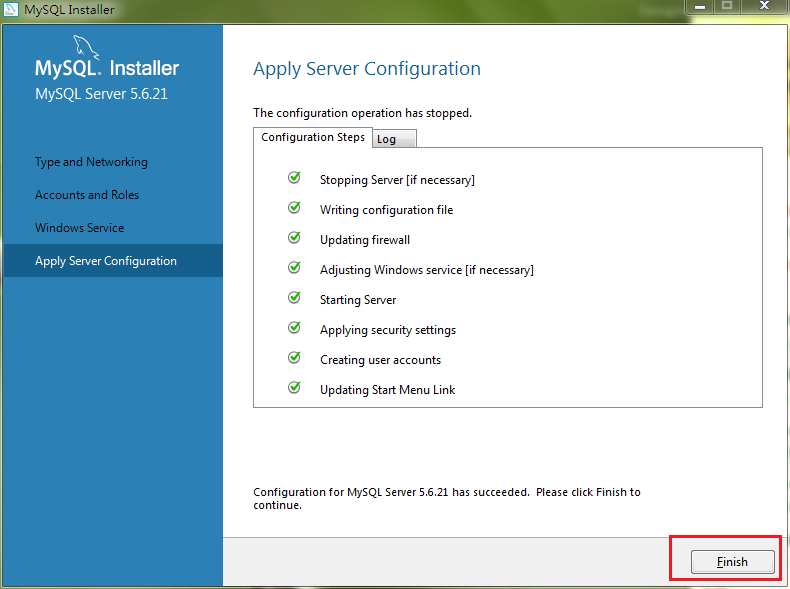 MySQL Installer
MySQL. Installer
MySQL Server 5.6.21
Type and Networking
Accounts and Roles
Windows Service
Apply Server Configuration
Apply Server Configuration
The configuration operation has stopped.
Configuration Steps Log
Stopping Server [if necessary]
Writing configuration file
Updating firewall
Adjusting Windows service [if necessary]
Starting Server
Applying security settings
Creating user accounts
Updating Start Menu Link
Configuration for MySQL Server 5.6.21 has succeeded. Please click Finish to
continue.
Finish